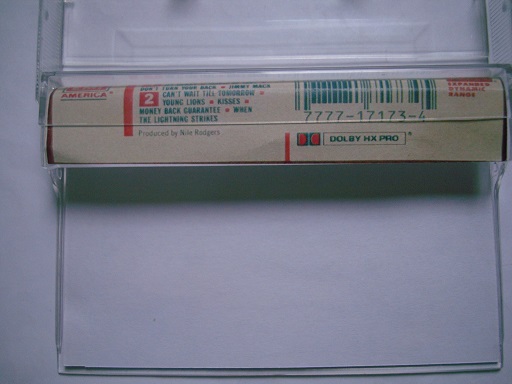 AMERICA
DON'T TURN YOUR BACK • JIMMY MACK
2 CAN'T WAIT TILL TOMORROW •
YOUNG LIONS • KISSES •
MONEY BACK GUARANTEE • WHEN
THE LIGHTNING STRIKES
Produced by Nile Rodgers
7777-17173-4
DOLBY HX PRO®
EXPANDED
DYNAMIC
RANGE